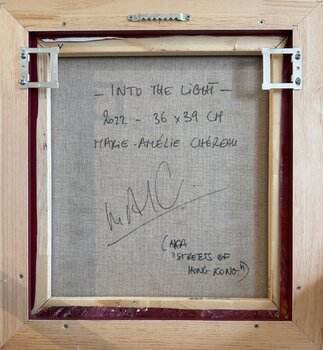 - INTO THE LIGHT -
2022 - 36 x 39 CM
MARIE-AMÉLIE CHÉREAU
M.A.C.
(AKA
"STREETS OF
HONG KONG")